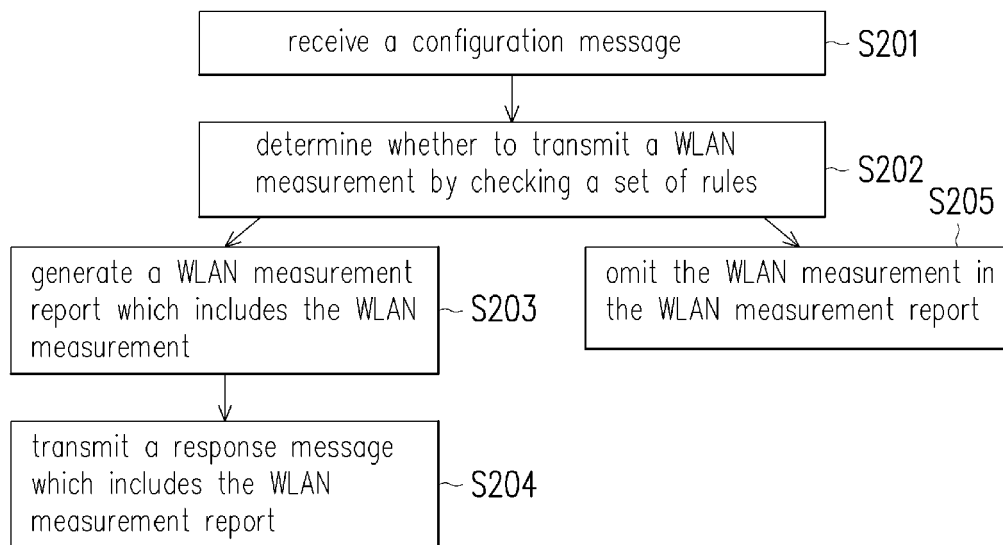 receive a configuration message
S201
determine whether to transmit a WLAN
measurement by checking a set of rules
S202
S205
generate a WLAN measurement
report which includes the WLAN
measurement
S203
omit the WLAN measurement in
the WLAN measurement report
transmit a response message
which includes the WLAN
measurement report
S204